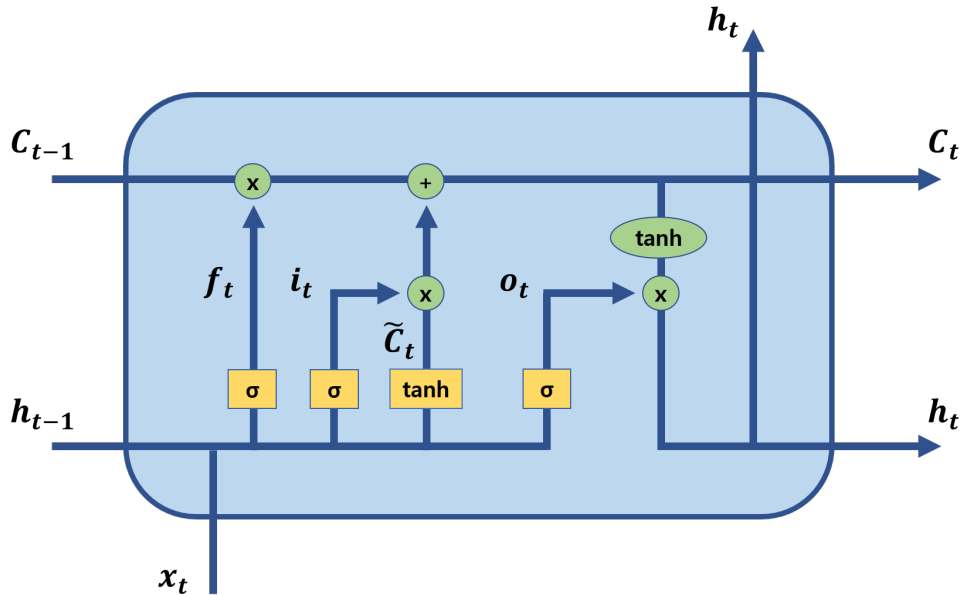 h_t
C_{t-1}
C_t
x
+
tanh
f_t
i_t
x
o_t
x
C̃_t
σ
σ
tanh
σ
h_{t-1}
h_t
x_t